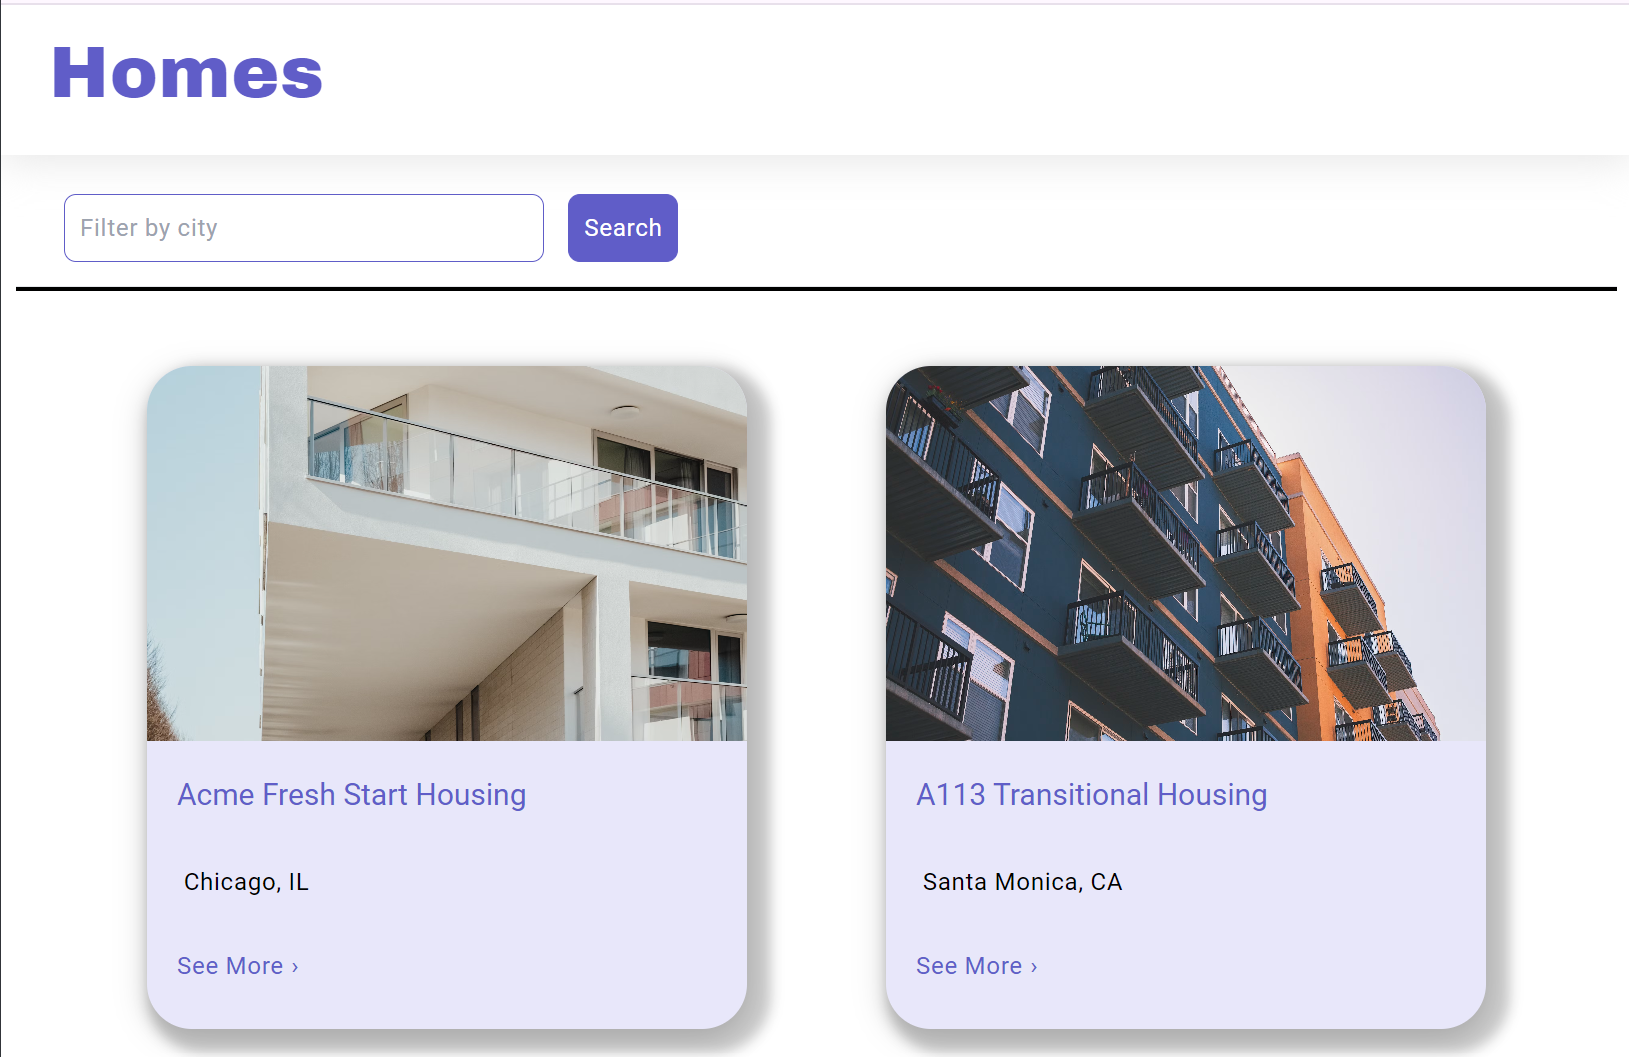 Homes
Filter by city
Search
Acme Fresh Start Housing
Chicago, IL
See More ›
A113 Transitional Housing
Santa Monica, CA
See More ›